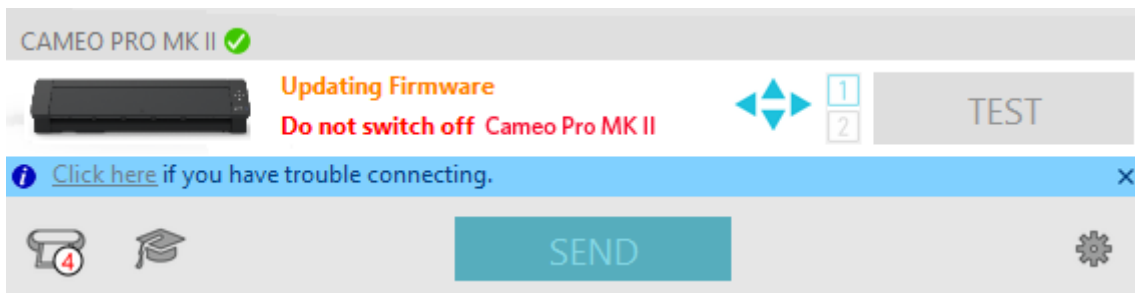 CAMEO PRO MK II
Updating Firmware
Do not switch off Cameo Pro MK II
1
2
TEST
Click here if you have trouble connecting.
4
SEND